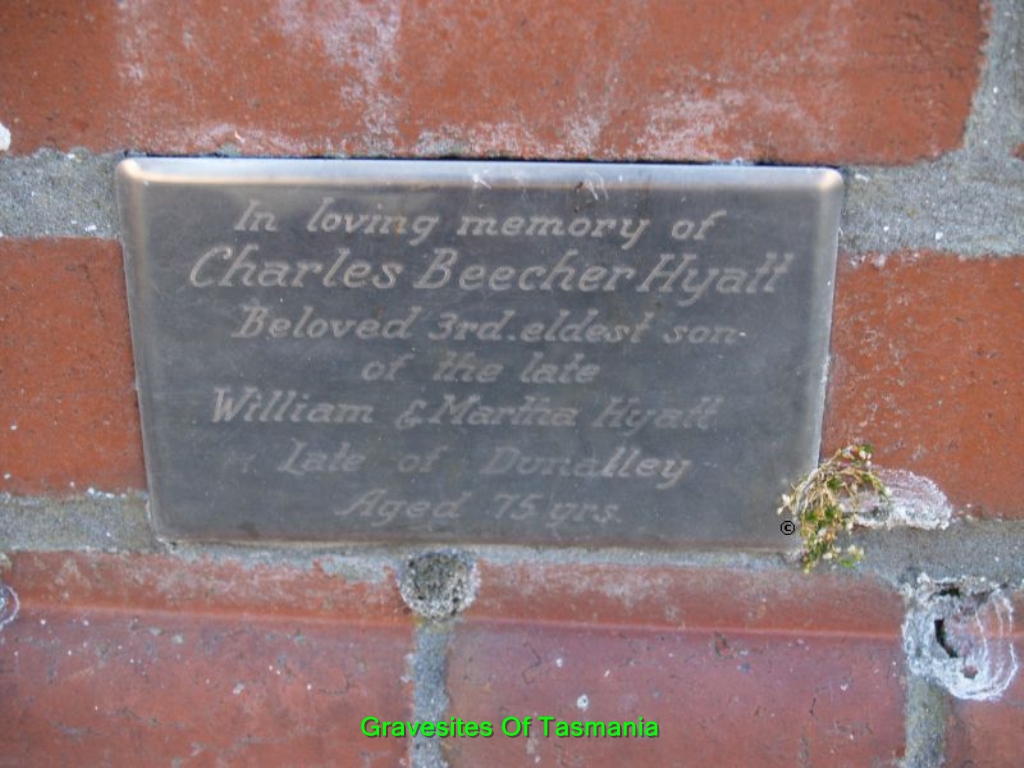 In loving memory of
Charles Beecher Hyatt
Beloved 3rd. eldest son
of the late
William & Martha Hyatt
Late of Dunalley
Aged 75 yrs.
©
Gravesites Of Tasmania